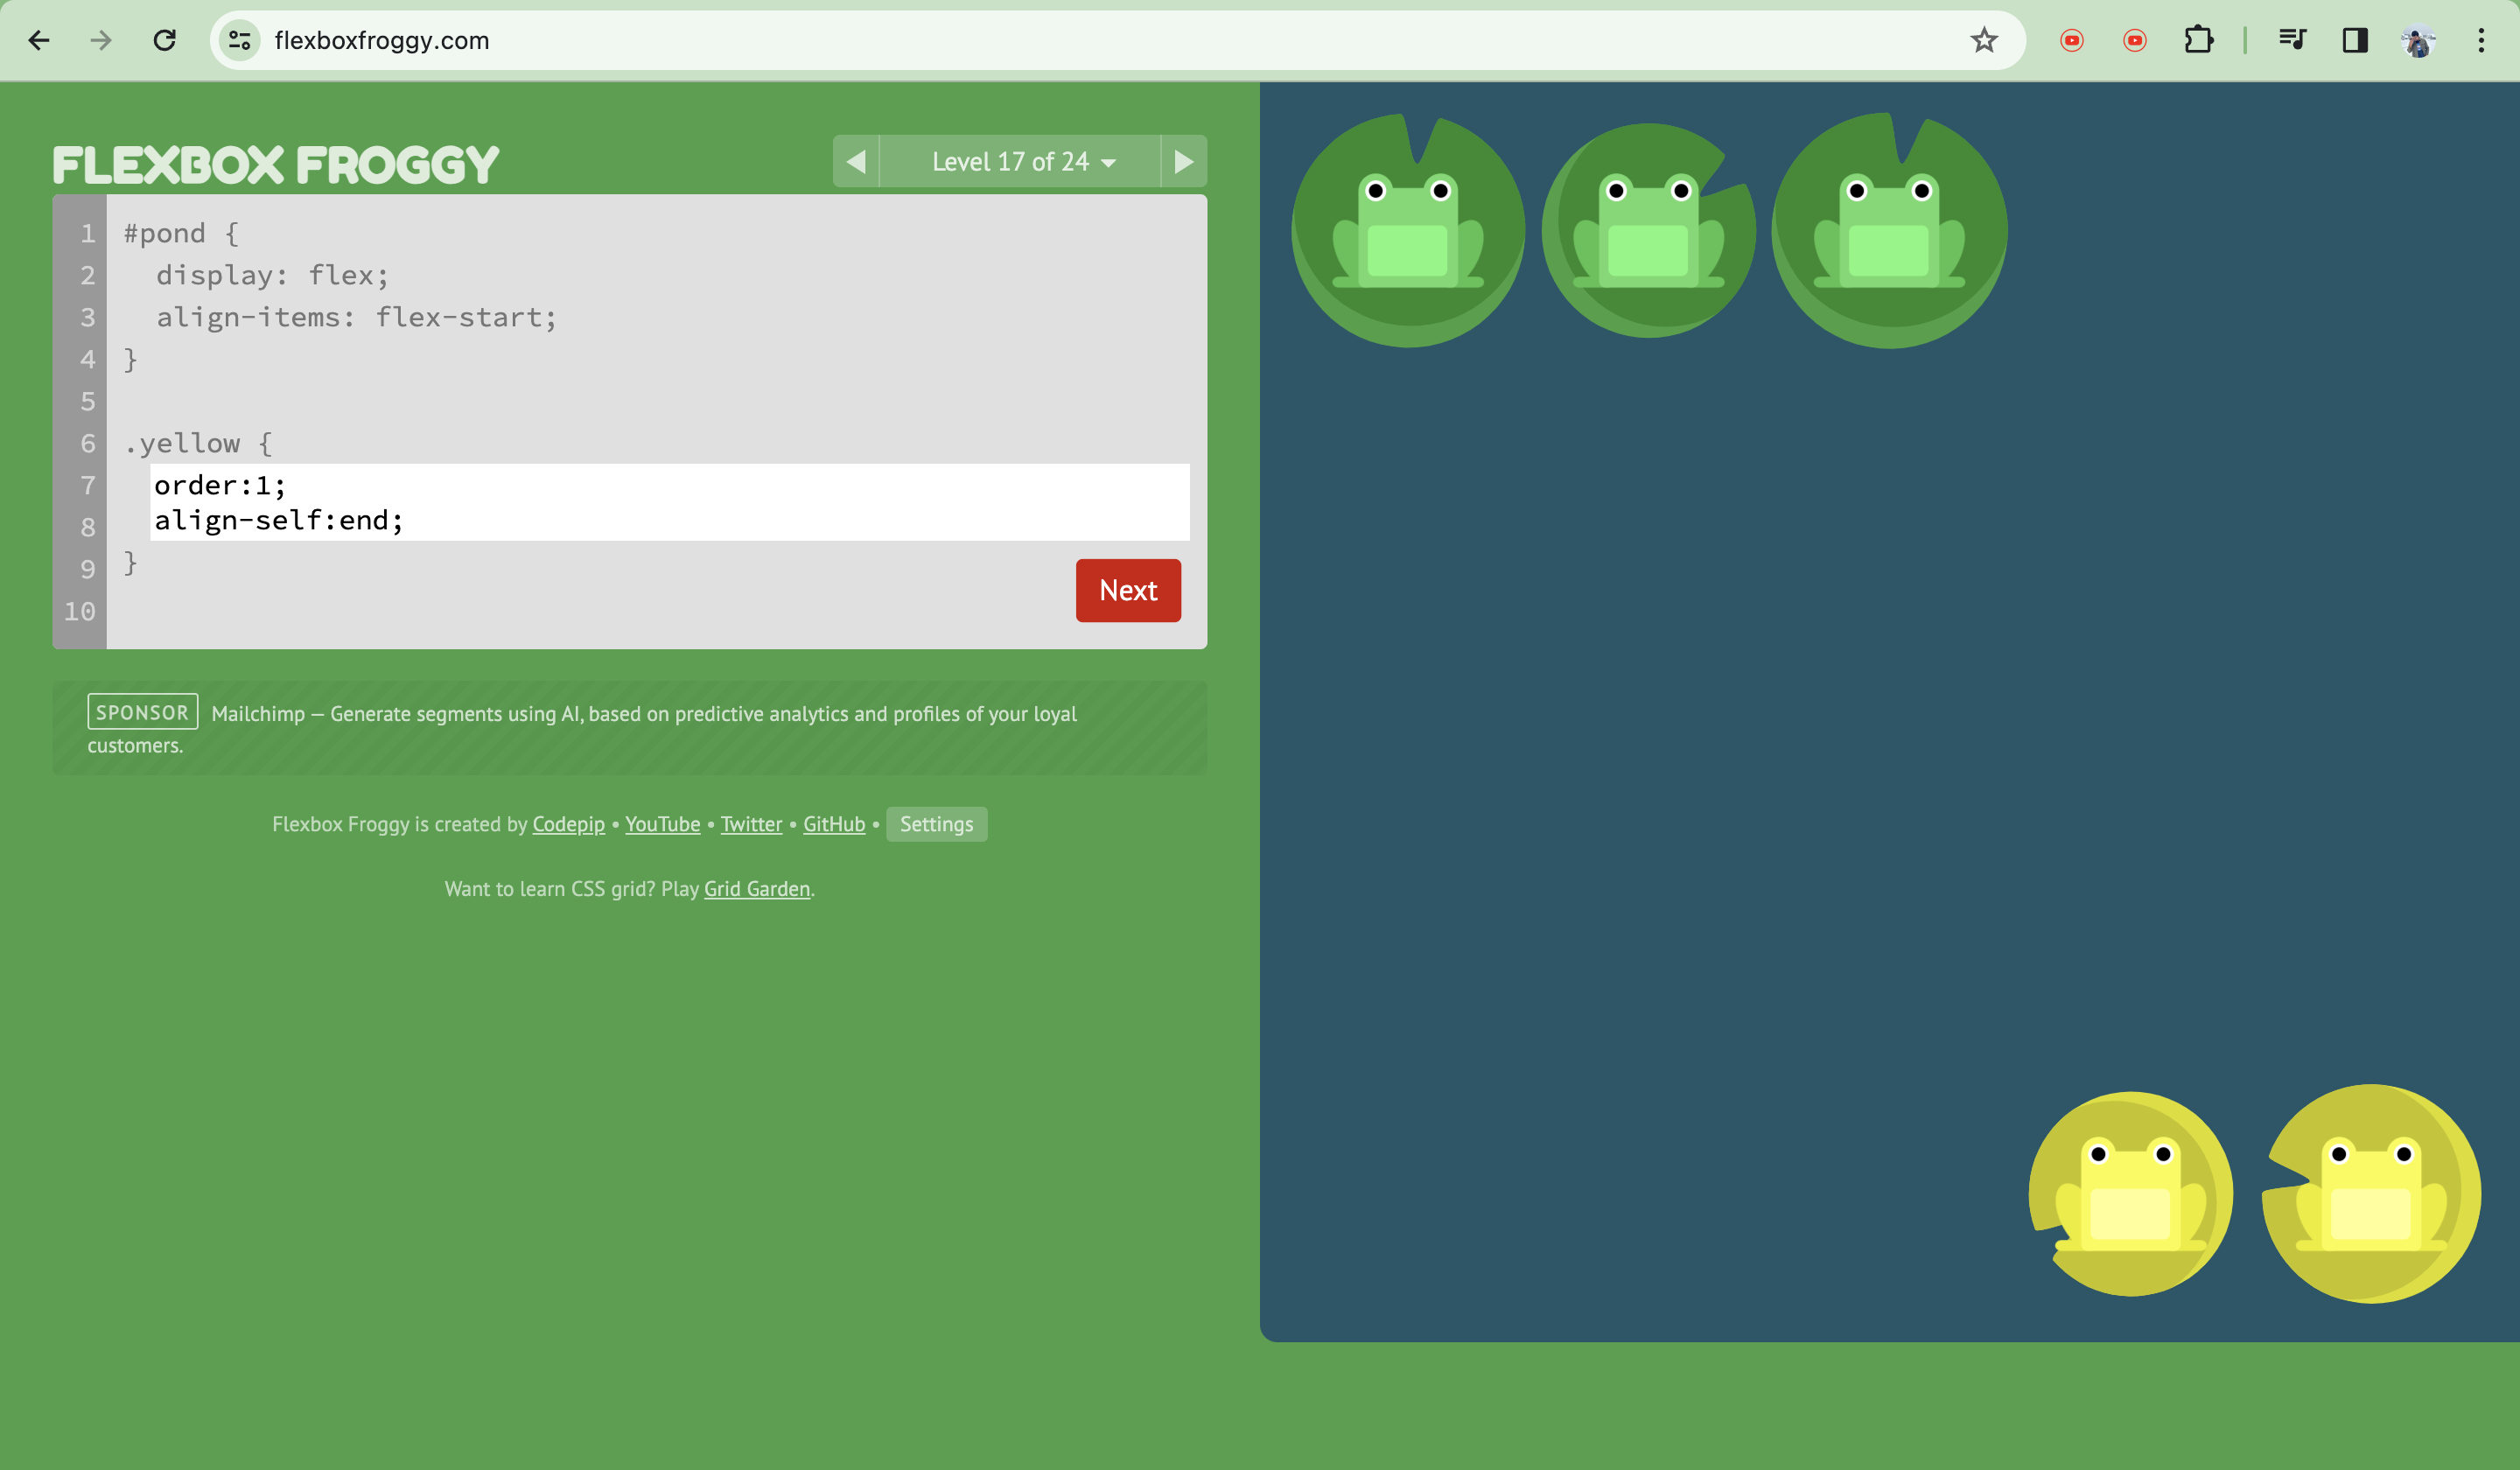 flexboxfroggy.com
FLEXBOX FROGGY
Level 17 of 24
1 #pond {
2 display: flex;
3 align-items: flex-start;
4 }
5
6 .yellow {
7 order:1;
8 align-self:end;
9 }
10
Next
SPONSOR Mailchimp — Generate segments using AI, based on predictive analytics and profiles of your loyal
customers.
Flexbox Froggy is created by Codepip • YouTube • Twitter • GitHub • Settings
Want to learn CSS grid? Play Grid Garden.